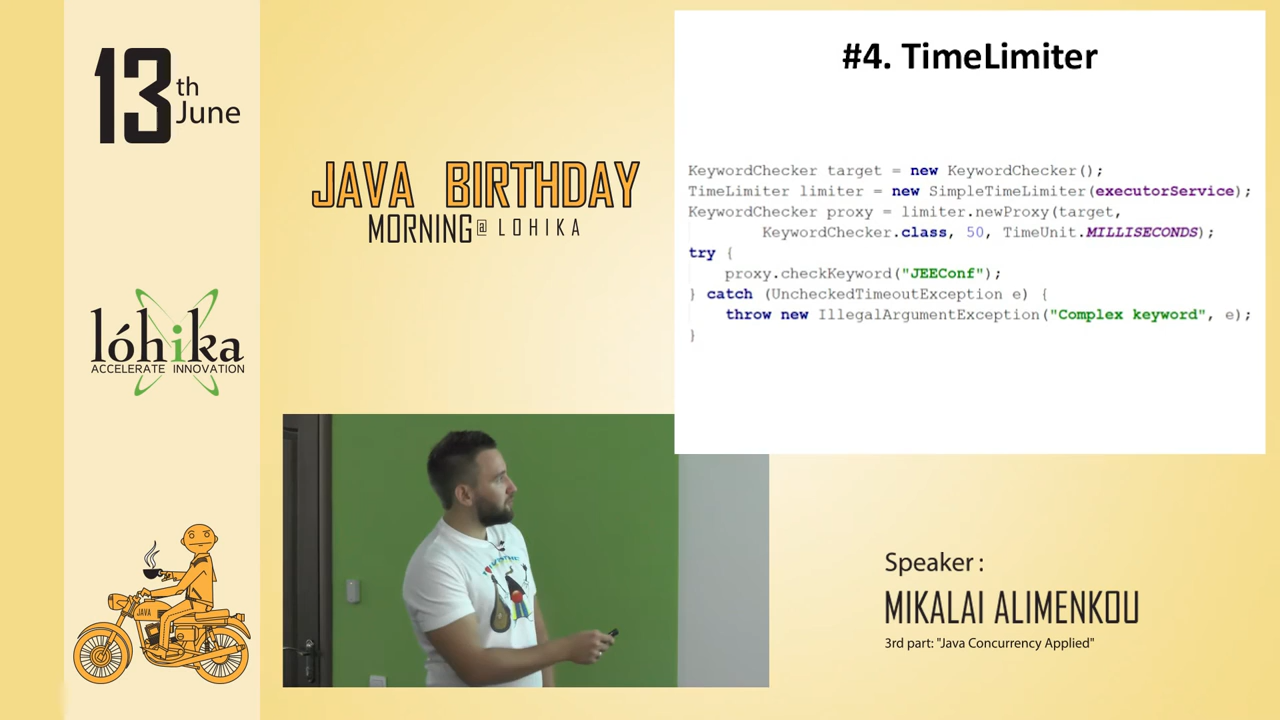 13th June
JAVA BIRTHDAY
MORNING@LOHIKA
lóhika
ACCELERATE INNOVATION
JAVA
#4. TimeLimiter
KeywordChecker target = new KeywordChecker();
TimeLimiter limiter = new SimpleTimeLimiter(executorService);
KeywordChecker proxy = limiter.newProxy(target,
        KeywordChecker.class, 50, TimeUnit.MILLISECONDS);
try {
    proxy.checkKeyword("JEEConf");
} catch (UncheckedTimeoutException e) {
    throw new IllegalArgumentException("Complex keyword", e);
}
Speaker :
MIKALAI ALIMENKOU
3rd part: "Java Concurrency Applied"